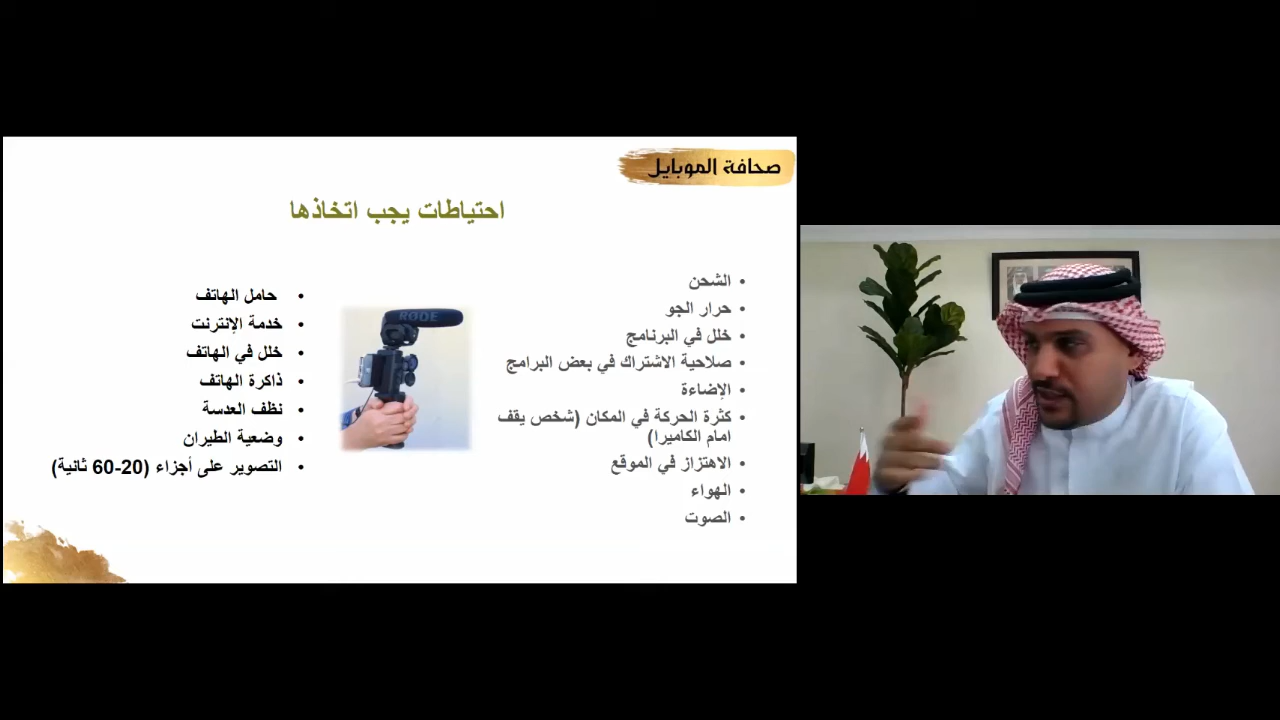 صحافة الموبايل
احتياطات يجب اتخاذها
الشحن
حرار الجو
خلل في البرنامج
صلاحية الاشتراك في بعض البرامج
الإضاءة
كثرة الحركة في المكان (شخص يقف
امام الكاميرا)
الاهتزاز في الموقع
الهواء
الصوت
RØDE
حامل الهاتف
خدمة الإنترنت
خلل في الهاتف
ذاكرة الهاتف
نظف العدسة
وضعية الطيران
التصوير على أجزاء (20-60 ثانية)